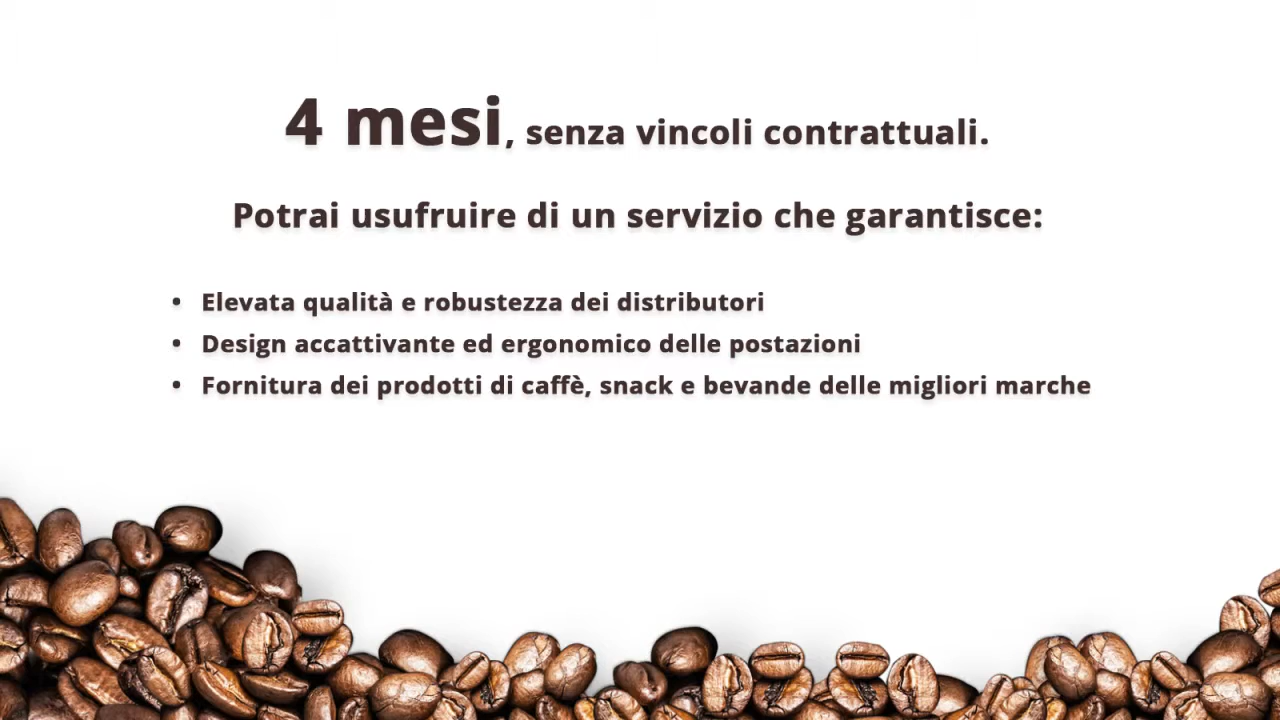 4 mesi, senza vincoli contrattuali.
Potrai usufruire di un servizio che garantisce:
• Elevata qualità e robustezza dei distributori
• Design accattivante ed ergonomico delle postazioni
• Fornitura dei prodotti di caffè, snack e bevande delle migliori marche